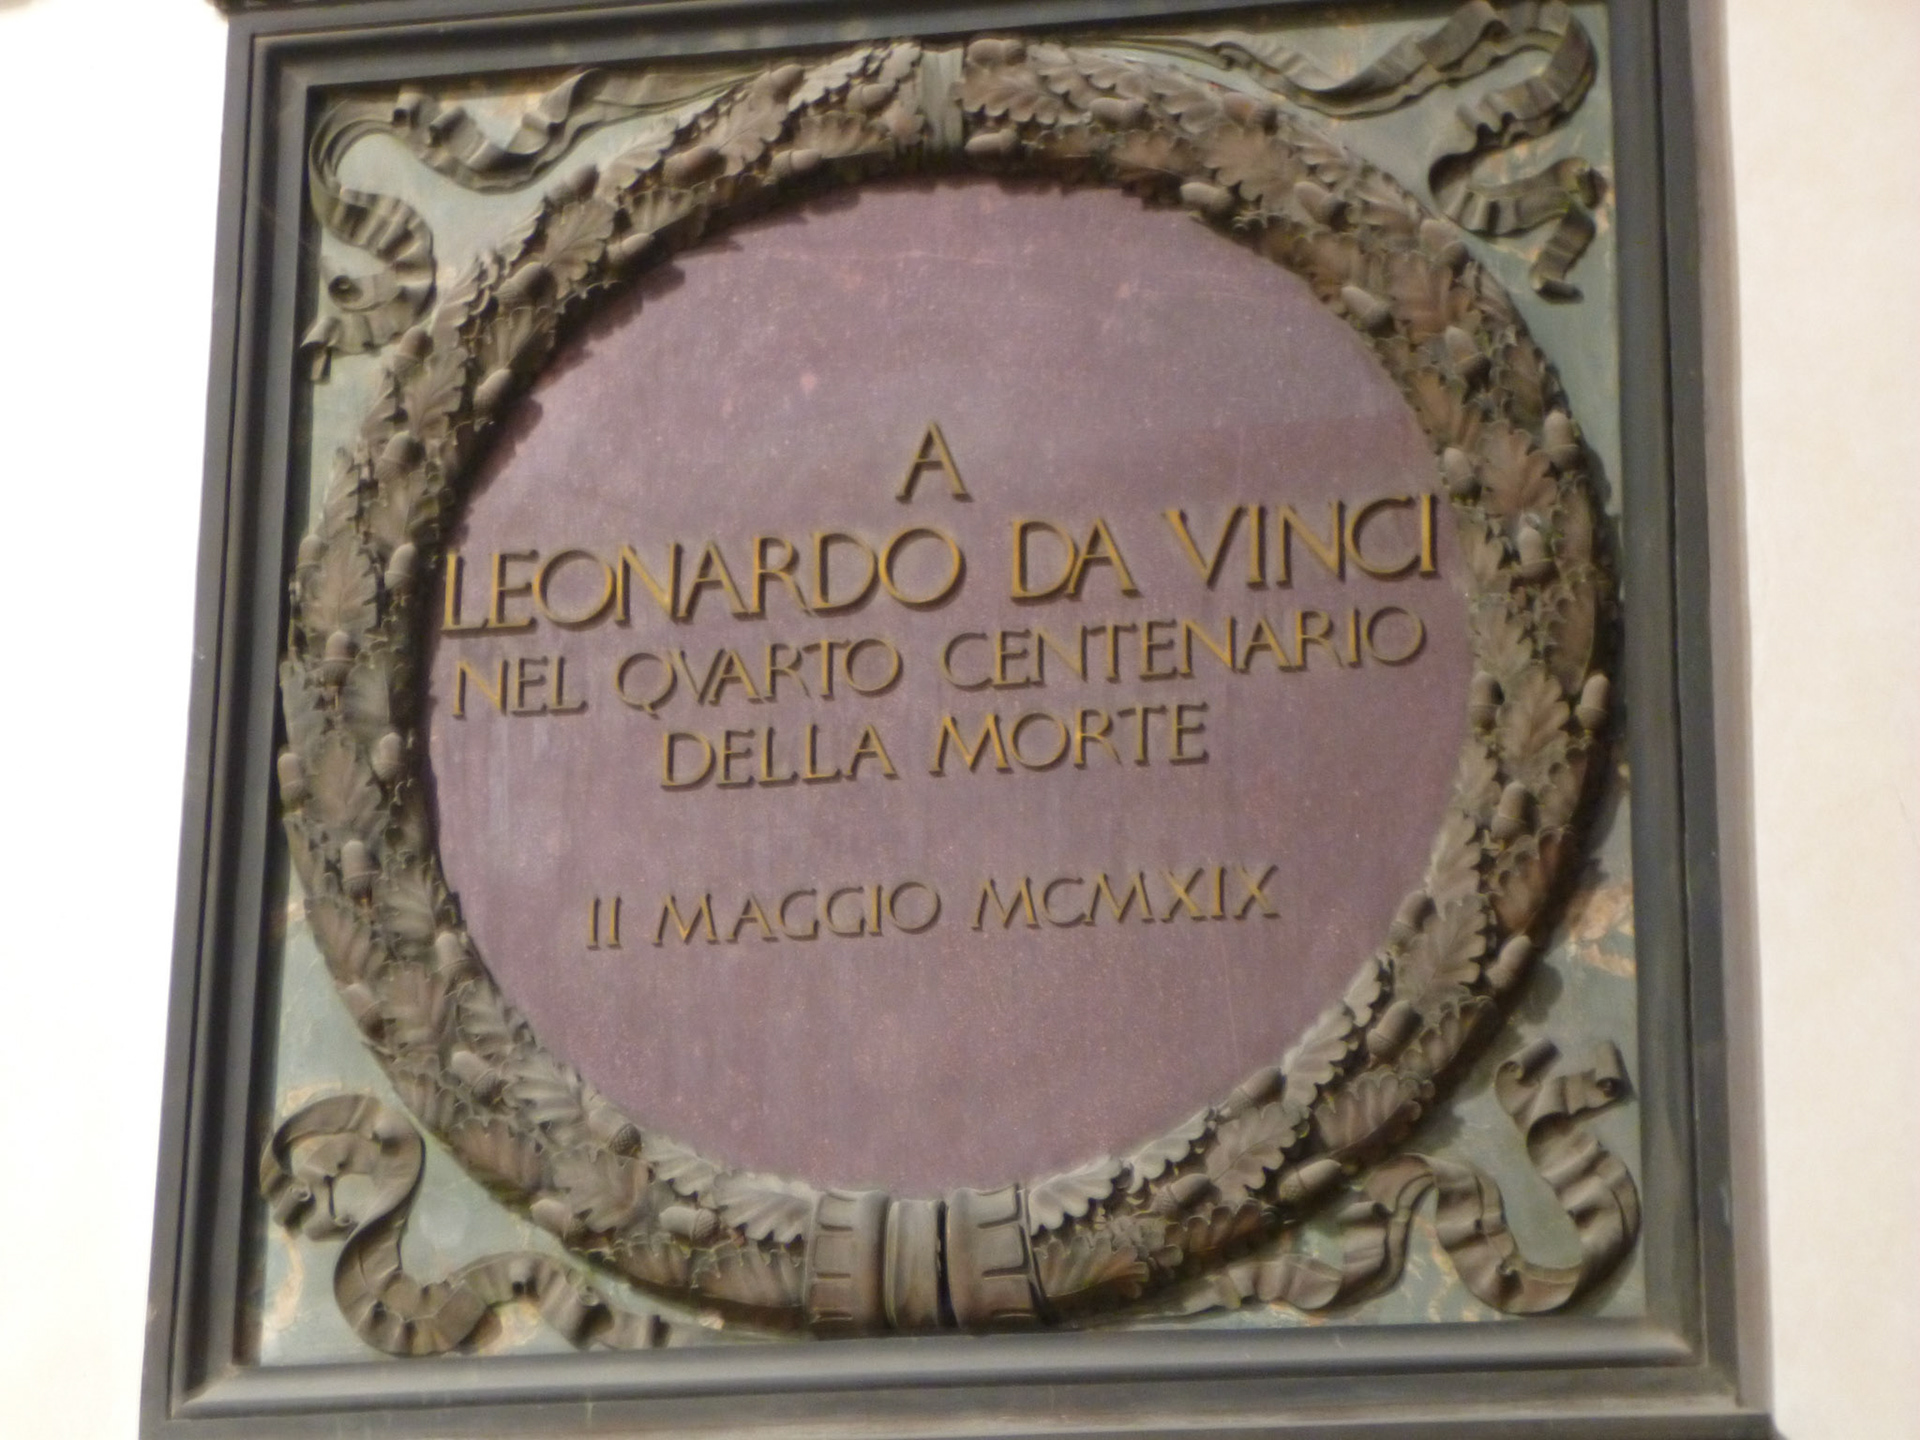 A
LEONARDO DA VINCI
NEL QVARTO CENTENARIO
DELLA MORTE
II MAGGIO MCMXIX